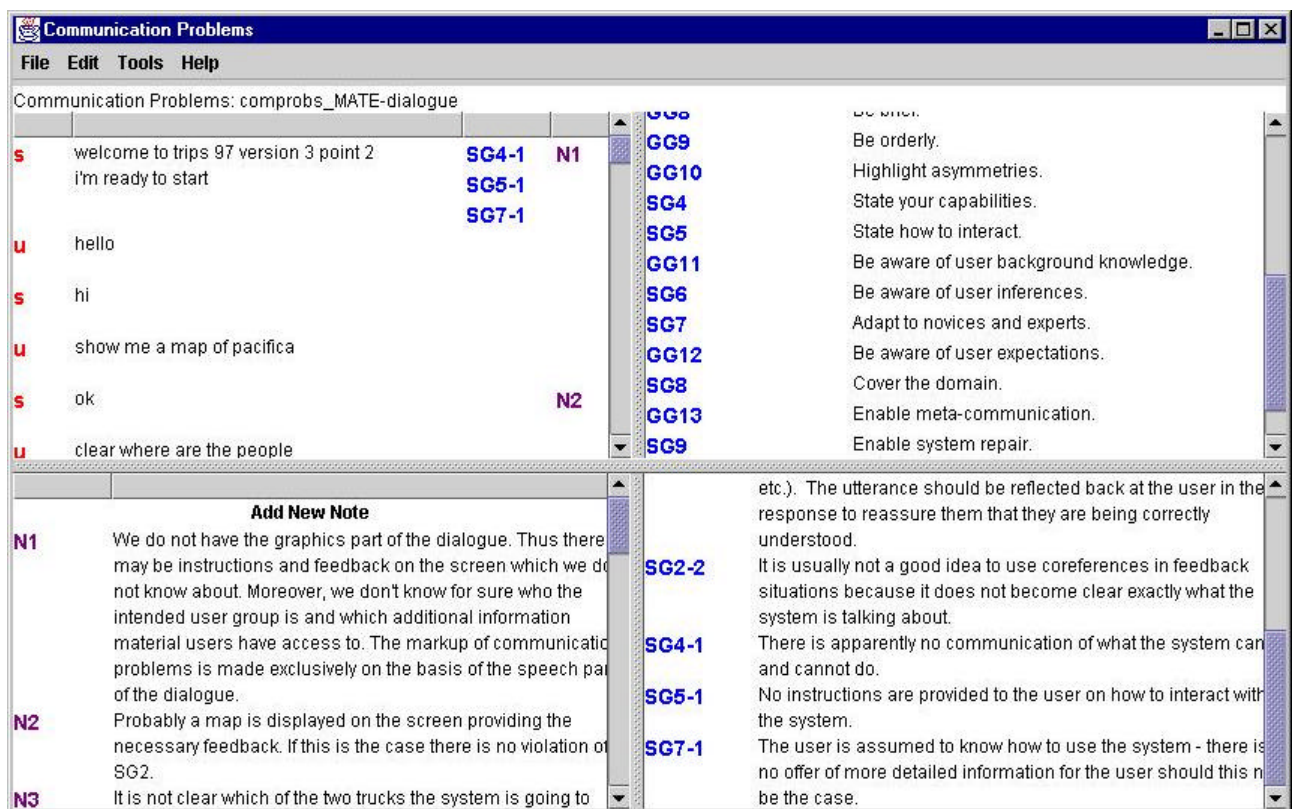 Communication Problems
File Edit Tools Help
Communication Problems: comprobs_MATE-dialogue
s welcome to trips 97 version 3 point 2 SG4-1 N1
i'm ready to start SG5-1
SG7-1
u hello
s hi
u show me a map of pacifica
s ok N2
u clear where are the people
GG8 Be brief.
GG9 Be orderly.
GG10 Highlight asymmetries.
SG4 State your capabilities.
SG5 State how to interact.
GG11 Be aware of user background knowledge.
SG6 Be aware of user inferences.
SG7 Adapt to novices and experts.
GG12 Be aware of user expectations.
SG8 Cover the domain.
GG13 Enable meta-communication.
SG9 Enable system repair.
Add New Note
N1 We do not have the graphics part of the dialogue. Thus there
may be instructions and feedback on the screen which we do
not know about. Moreover, we don't know for sure who the
intended user group is and which additional information
material users have access to. The markup of communicatio
problems is made exclusively on the basis of the speech par
of the dialogue.
N2 Probably a map is displayed on the screen providing the
necessary feedback. If this is the case there is no violation of
SG2.
N3 It is not clear which of the two trucks the system is going to
etc.). The utterance should be reflected back at the user in the
response to reassure them that they are being correctly
understood.
SG2-2 It is usually not a good idea to use coreferences in feedback
situations because it does not become clear exactly what the
system is talking about.
SG4-1 There is apparently no communication of what the system can
and cannot do.
SG5-1 No instructions are provided to the user on how to interact with
the system.
SG7-1 The user is assumed to know how to use the system - there is
no offer of more detailed information for the user should this n
be the case.